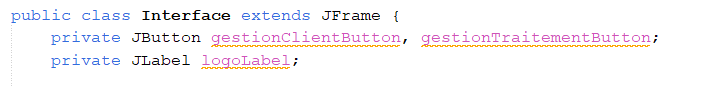 public class Interface extends JFrame {
private JButton gestionClientButton, gestionTraitementButton;
private JLabel logoLabel;